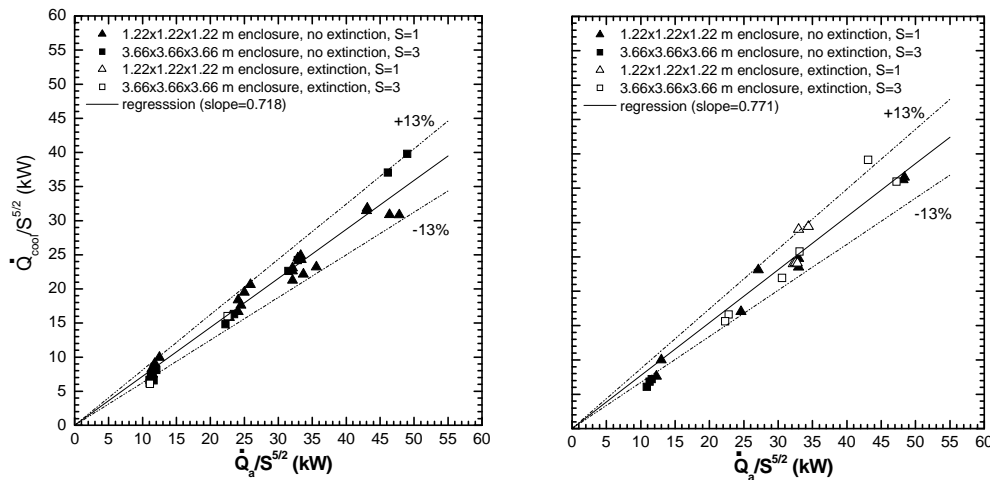 60
55
50
45
40
35
30
25
20
15
10
5
0
Q̇cool/S5/2 (kW)
1.22x1.22x1.22 m enclosure, no extinction, S=1
3.66x3.66x3.66 m enclosure, no extinction, S=3
1.22x1.22x1.22 m enclosure, extinction, S=1
3.66x3.66x3.66 m enclosure, extinction, S=3
regresssion (slope=0.718)
+13%
-13%
0 5 10 15 20 25 30 35 40 45 50 55 60
Q̇a/S5/2 (kW)
1.22x1.22x1.22 m enclosure, no extinction, S=1
3.66x3.66x3.66 m enclosure, no extinction, S=3
1.22x1.22x1.22 m enclosure, extinction, S=1
3.66x3.66x3.66 m enclosure, extinction, S=3
regresssion (slope=0.771)
+13%
-13%
0 5 10 15 20 25 30 35 40 45 50 55 60
Q̇a/S5/2 (kW)